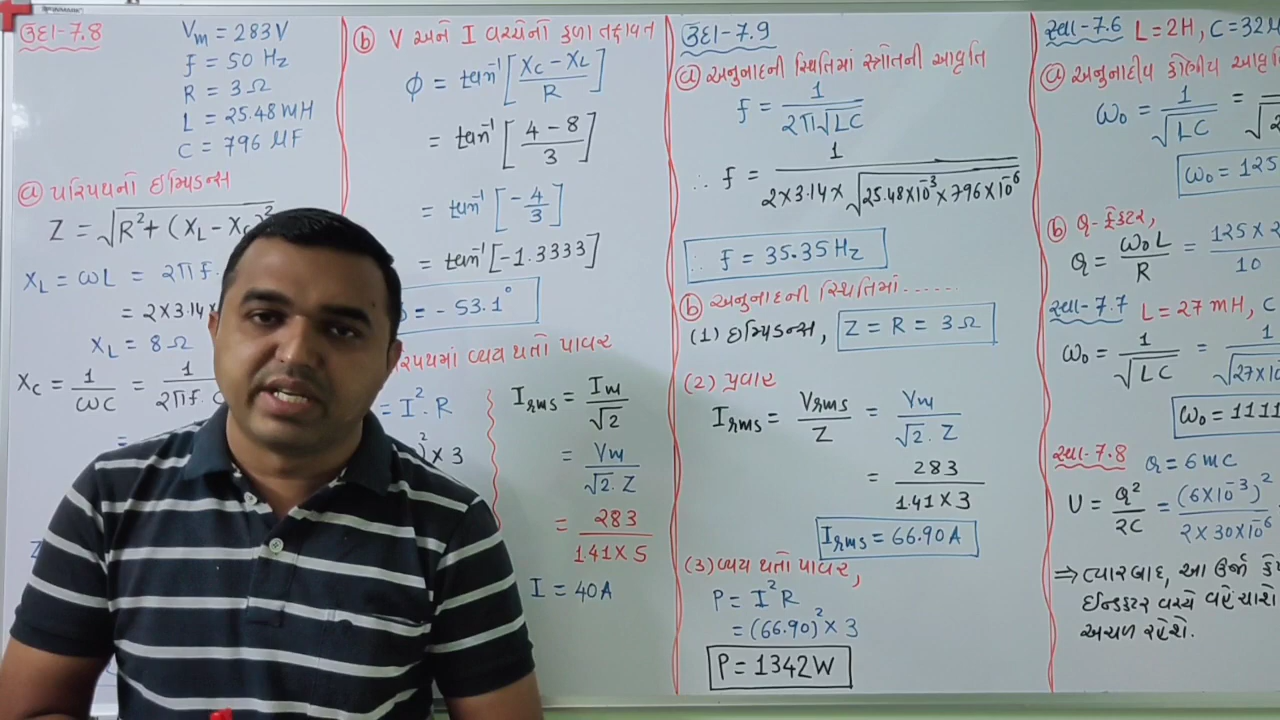 ઉદા-7.8
Vm = 283V
f = 50 Hz
R = 3Ω
L = 25.48 mH
C = 796 μF
ⓐ પરિપથનો ઇમ્પિડન્સ
Z = √R²+(XL-XC)²
XL = ωL = 2πf.
= 2×3.14×
XL = 8Ω
XC = 1/ωC = 1/2πf.C
=
Z
ⓑ V અને I વચ્ચેનો કળા તફાવત
ϕ = tan⁻¹[XC-XL/R]
= tan⁻¹[4-8/3]
= tan⁻¹[-4/3]
= tan⁻¹[-1.3333]
= -53.1°
રિપથમાં વ્યય થતો પાવર
= I².R
)²×3
Irms = Im/√2
= Vm/√2.Z
= 283/1.41×5
I = 40A
ઉદા-7.9
ⓐ અનુનાદની સ્થિતિમાં સ્ત્રોતની આવૃતિ
f = 1/2π√LC
∴ f = 1/2×3.14×√25.48×10⁻³×796×10⁻⁶
∴ f = 35.35 Hz
ⓑ અનુનાદની સ્થિતિમાં......
(1) ઇમ્પિડન્સ, Z = R = 3Ω
(2) પ્રવાહ
Irms = Vrms/Z = Vm/√2.Z
= 283/1.41×3
Irms = 66.90A
(3) વ્યય થતો પાવર,
P = I²R
= (66.90)²×3
P = 1342W
સ્વા-7.6 L=2H, C=32μ
ⓐ અનુનાદીય કોણીય આવૃ
ω₀ = 1/√LC = 1/√2
ω₀ = 125
ⓑ Q-ફેક્ટર,
Q = ω₀L/R = 125×2/10
સ્વા-7.7 L=27 mH, C
ω₀ = 1/√LC = 1/√27×10
ω₀ = 1111
સ્વા-7.8 Q = 6mC
U = Q²/2C = (6×10⁻³)²/2×30×10⁻⁶
⇒ ત્યારબાદ, આ ઉર્જા કે
ઈન્ડક્ટર વચ્ચે વહેંચાશે
અચળ રહેશે.